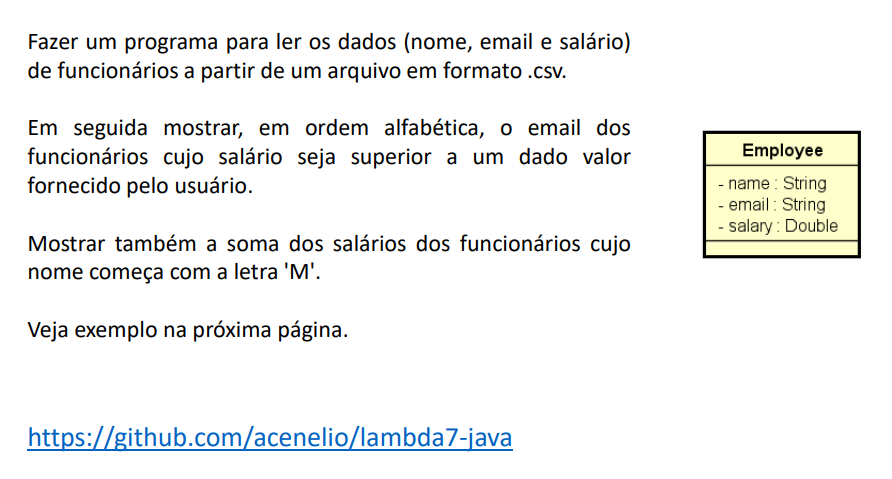 Fazer um programa para ler os dados (nome, email e salário)
de funcionários a partir de um arquivo em formato .csv.
Em seguida mostrar, em ordem alfabética, o email dos
funcionários cujo salário seja superior a um dado valor
fornecido pelo usuário.
Mostrar também a soma dos salários dos funcionários cujo
nome começa com a letra 'M'.
Veja exemplo na próxima página.
https://github.com/acenelio/lambda7-java
Employee
- name : String
- email : String
- salary : Double